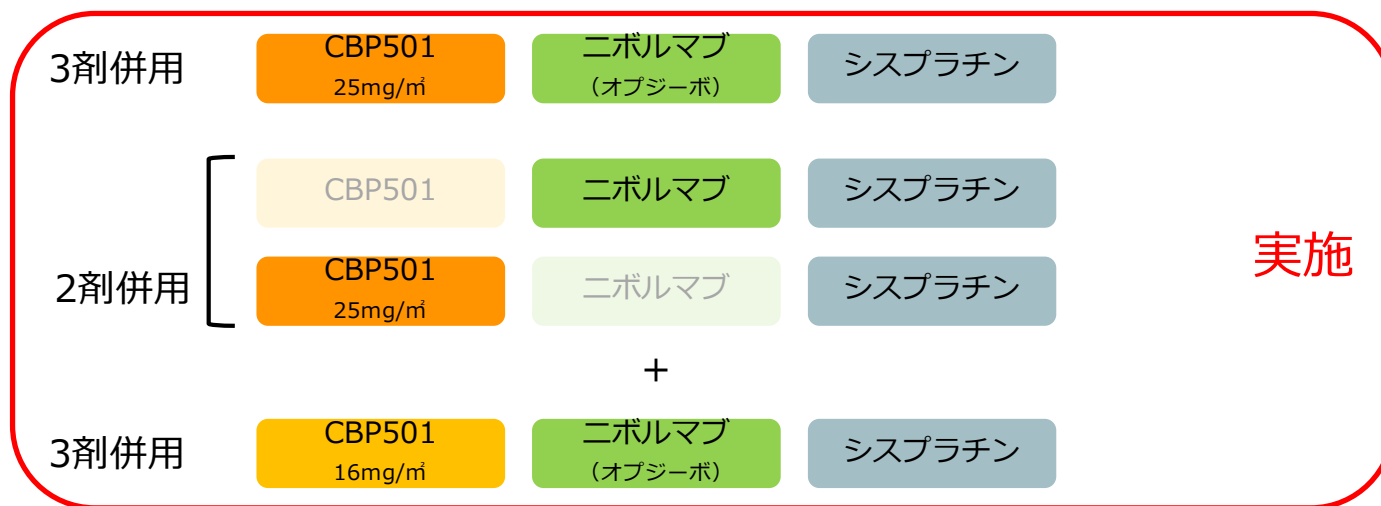 3剤併用
CBP501
25mg/㎡
ニボルマブ
（オプジーボ）
シスプラチン
CBP501
ニボルマブ
シスプラチン
2剤併用
CBP501
25mg/㎡
ニボルマブ
シスプラチン
実施
＋
3剤併用
CBP501
16mg/㎡
ニボルマブ
（オプジーボ）
シスプラチン